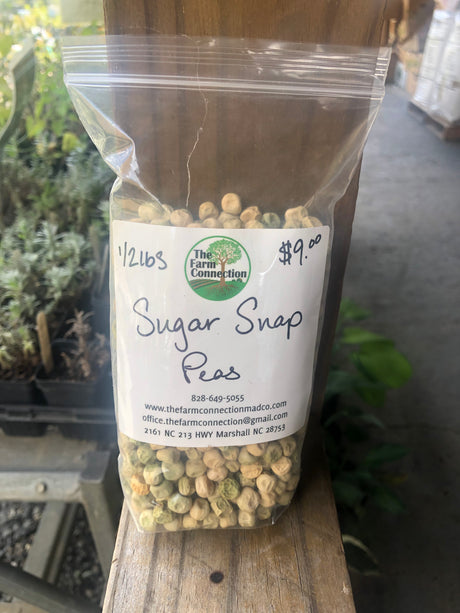 1/2lbs
The
Farm
Connection
$9.00
Sugar Snap
Peas
828-649-5055
www.thefarmconnectionmadco.com
office.thefarmconnection@gmail.com
2161 NC 213 HWY Marshall NC 28753